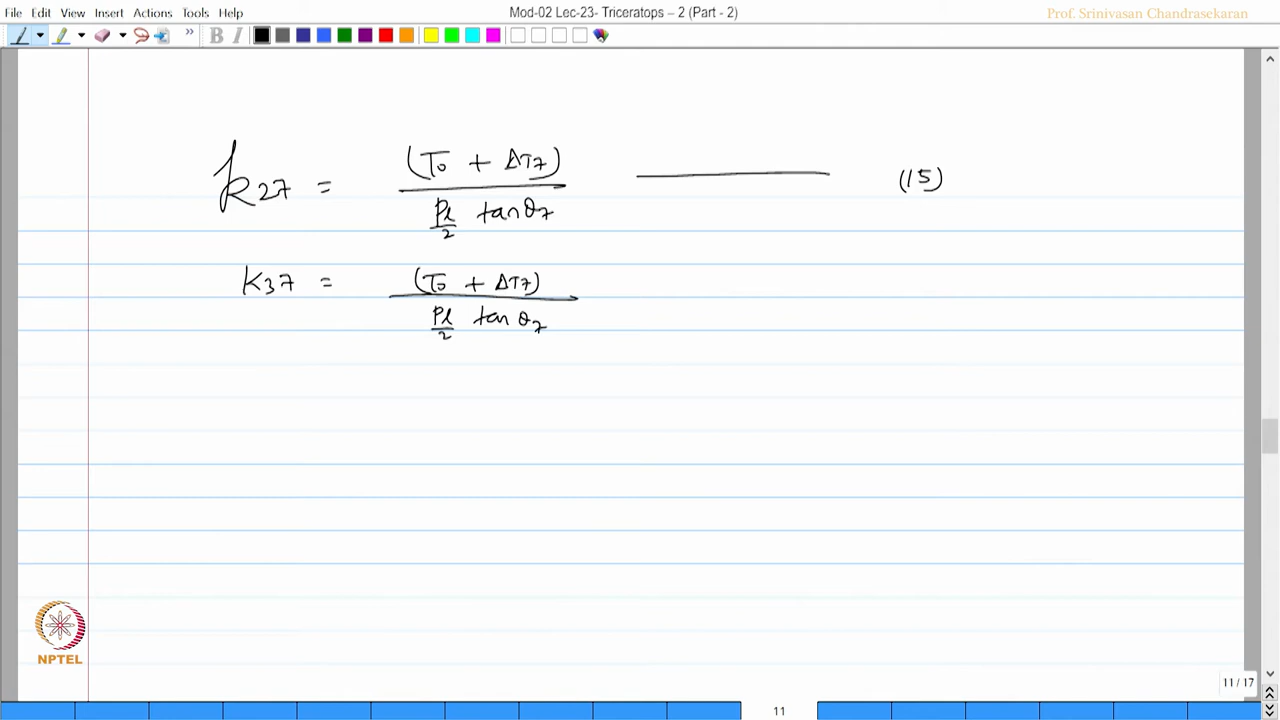 File Edit View Insert Actions Tools Help
Mod-02 Lec-23- Triceratops – 2 (Part - 2)
Prof. Srinivasan Chandrasekaran
B I
k27 = (T0 + ΔT7) / (Pl/2 tanθ7) (15)
k37 = (T0 + ΔT7) / (Pl/2 tanθ7)
NPTEL
11 / 17
11